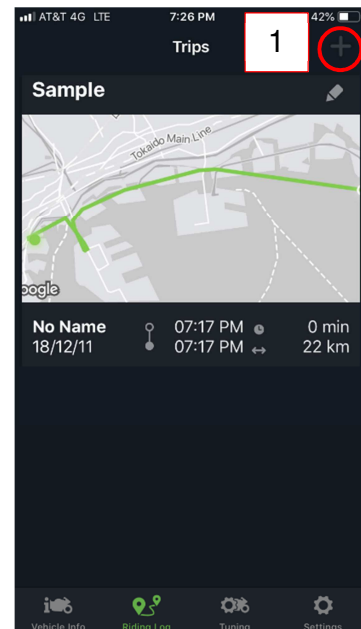 AT&T 4G LTE 7:26 PM 42%
Trips
1
Sample
Tokaido Main Line
oogle
No Name 07:17 PM 0 min
18/12/11 07:17 PM 22 km
Vehicle Info Riding Log Tuning Settings